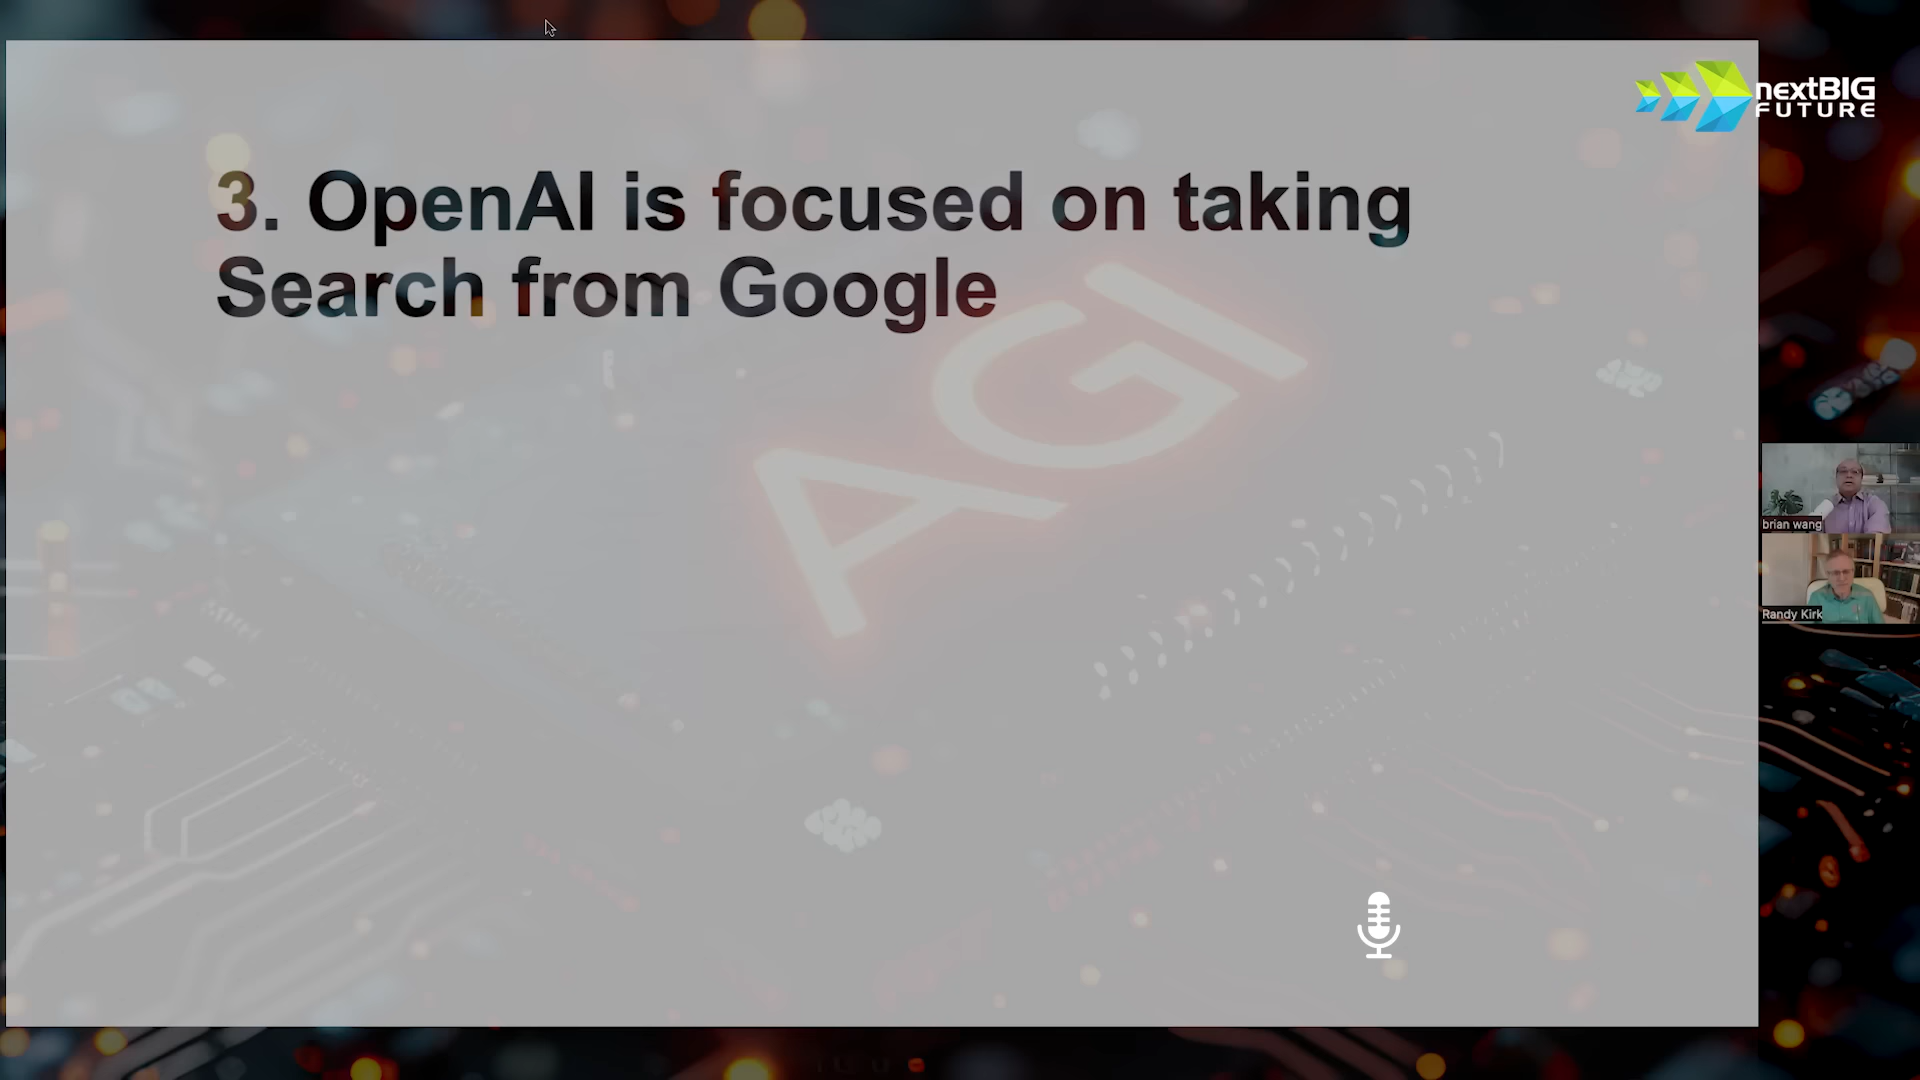 nextBIG
FUTURE
3. OpenAI is focused on taking
Search from Google
AGI
brian wang
Randy Kirk